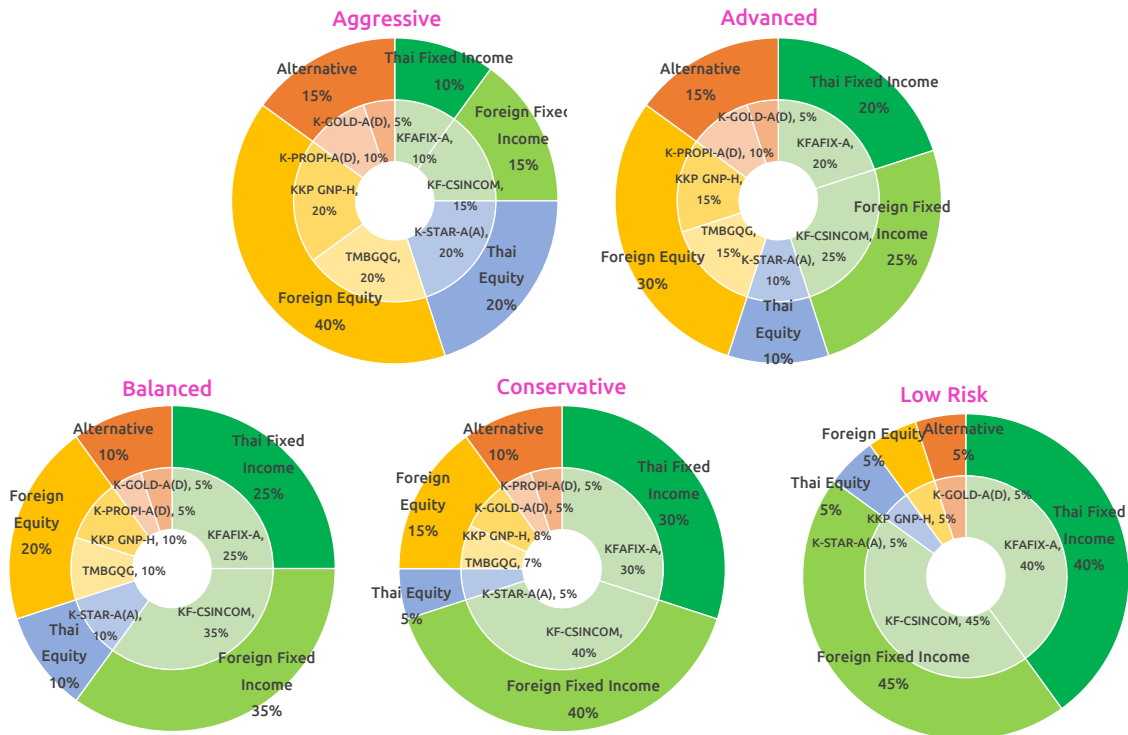 Aggressive
Thai Fixed Income
10%
Foreign Fixed
Income
15%
Thai
Equity
20%
Foreign Equity
40%
Alternative
15%
KFAFIX-A,
10%
KF-CSINCOM,
15%
K-STAR-A(A),
20%
TMBGQG,
20%
KKP GNP-H,
20%
K-PROPI-A(D), 10%
K-GOLD-A(D), 5%
Advanced
Thai Fixed Income
20%
Foreign Fixed
Income
25%
Thai
Equity
10%
Foreign Equity
30%
Alternative
15%
KFAFIX-A,
20%
KF-CSINCOM,
25%
K-STAR-A(A),
10%
TMBGQG,
15%
KKP GNP-H,
15%
K-PROPI-A(D), 10%
K-GOLD-A(D), 5%
Balanced
Thai Fixed
Income
25%
Foreign Fixed
Income
35%
Thai
Equity
10%
Foreign
Equity
20%
Alternative
10%
KFAFIX-A,
25%
KF-CSINCOM,
35%
K-STAR-A(A),
10%
TMBGQG, 10%
KKP GNP-H, 10%
K-PROPI-A(D), 5%
K-GOLD-A(D), 5%
Conservative
Thai Fixed
Income
30%
Foreign Fixed Income
40%
Thai Equity
5%
Foreign
Equity
15%
Alternative
10%
KFAFIX-A,
30%
KF-CSINCOM,
40%
K-STAR-A(A), 5%
TMBGQG, 7%
KKP GNP-H, 8%
K-GOLD-A(D), 5%
K-PROPI-A(D), 5%
Low Risk
Thai Fixed
Income
40%
Foreign Fixed Income
45%
Thai Equity
5%
Foreign Equity
5%
Alternative
5%
KFAFIX-A,
40%
KF-CSINCOM, 45%
K-STAR-A(A), 5%
KKP GNP-H, 5%
K-GOLD-A(D), 5%